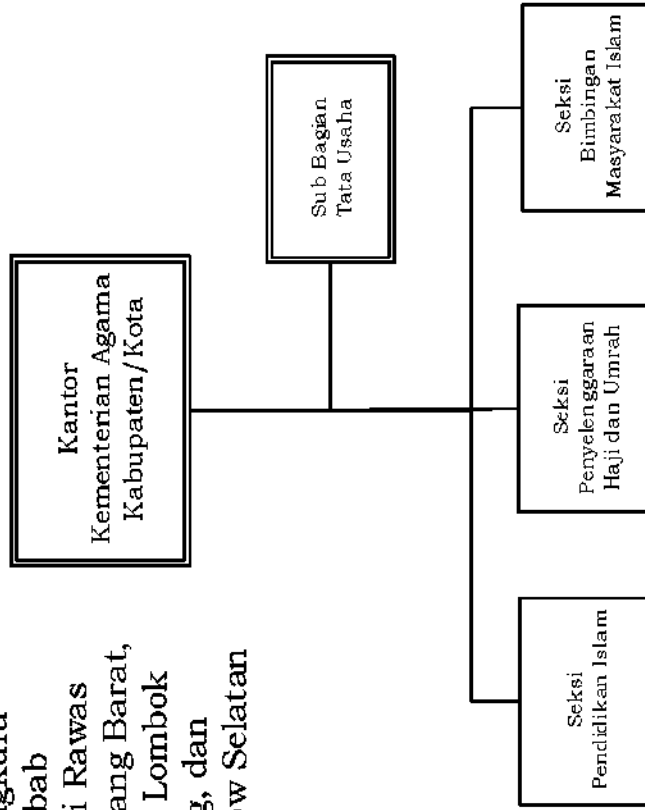 bab
Rawas
Barat,
Lombok
dan
Selatan
Kantor
Kementerian Agama
Kabupaten/Kota
Sub Bagian
Tata Usaha
Seksi
Pendidikan Islam
Seksi
Penyelenggaraan
Haji dan Umrah
Seksi
Bimbingan
Masyarakat Islam